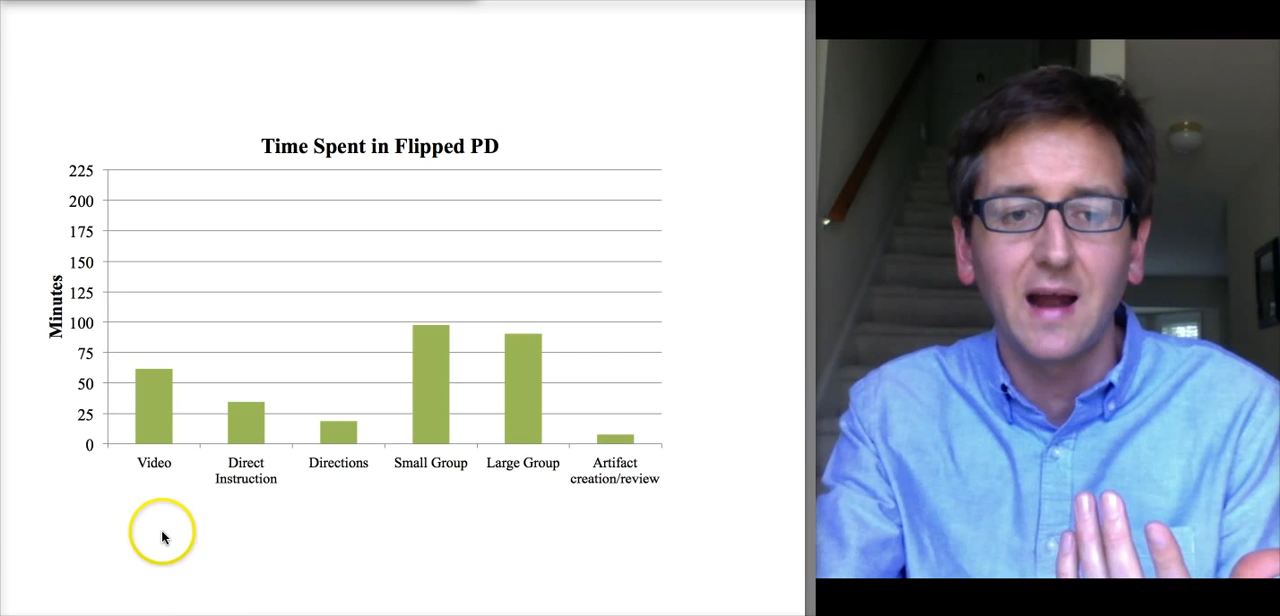 Time Spent in Flipped PD
Minutes
225
200
175
150
125
100
75
50
25
0
Video
Direct
Instruction
Directions
Small Group
Large Group
Artifact
creation/review